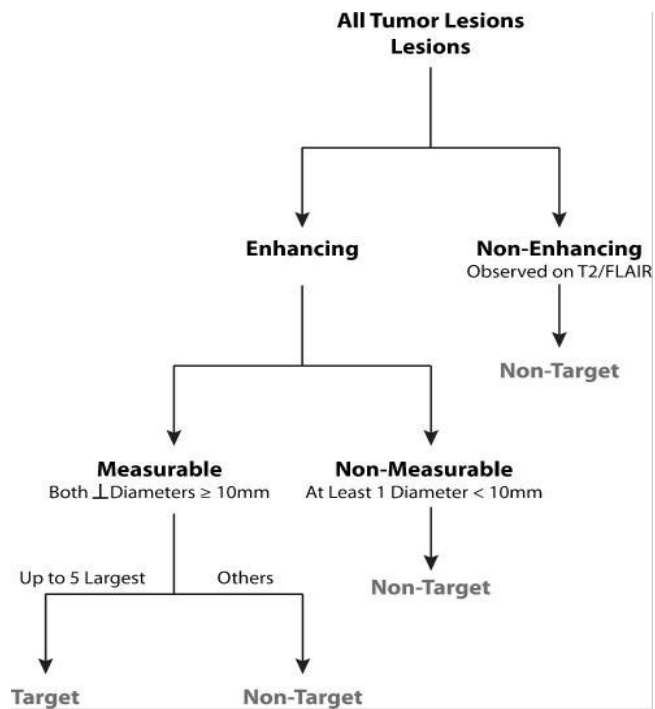 All Tumor Lesions
Lesions
Enhancing
Non-Enhancing
Observed on T2/FLAIR
Non-Target
Measurable
Both ⊥Diameters ≥ 10mm
Non-Measurable
At Least 1 Diameter < 10mm
Non-Target
Up to 5 Largest
Others
Target
Non-Target